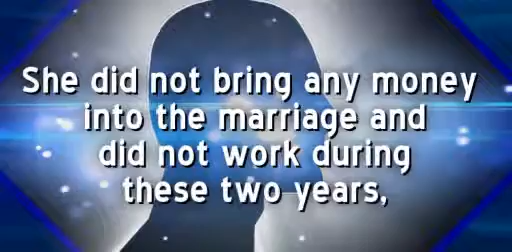 She did not bring any money
into the marriage and
did not work during
these two years,